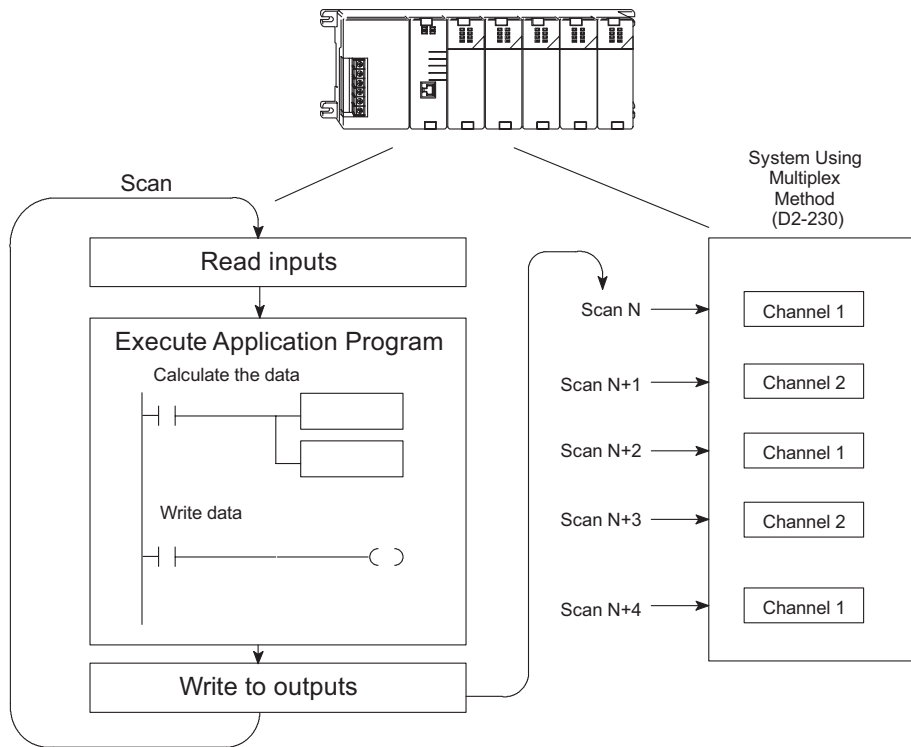 System Using
Multiplex
Method
(D2-230)
Scan
Read inputs
Execute Application Program
Calculate the data
Write data
Write to outputs
Scan N
Channel 1
Scan N+1
Channel 2
Scan N+2
Channel 1
Scan N+3
Channel 2
Scan N+4
Channel 1